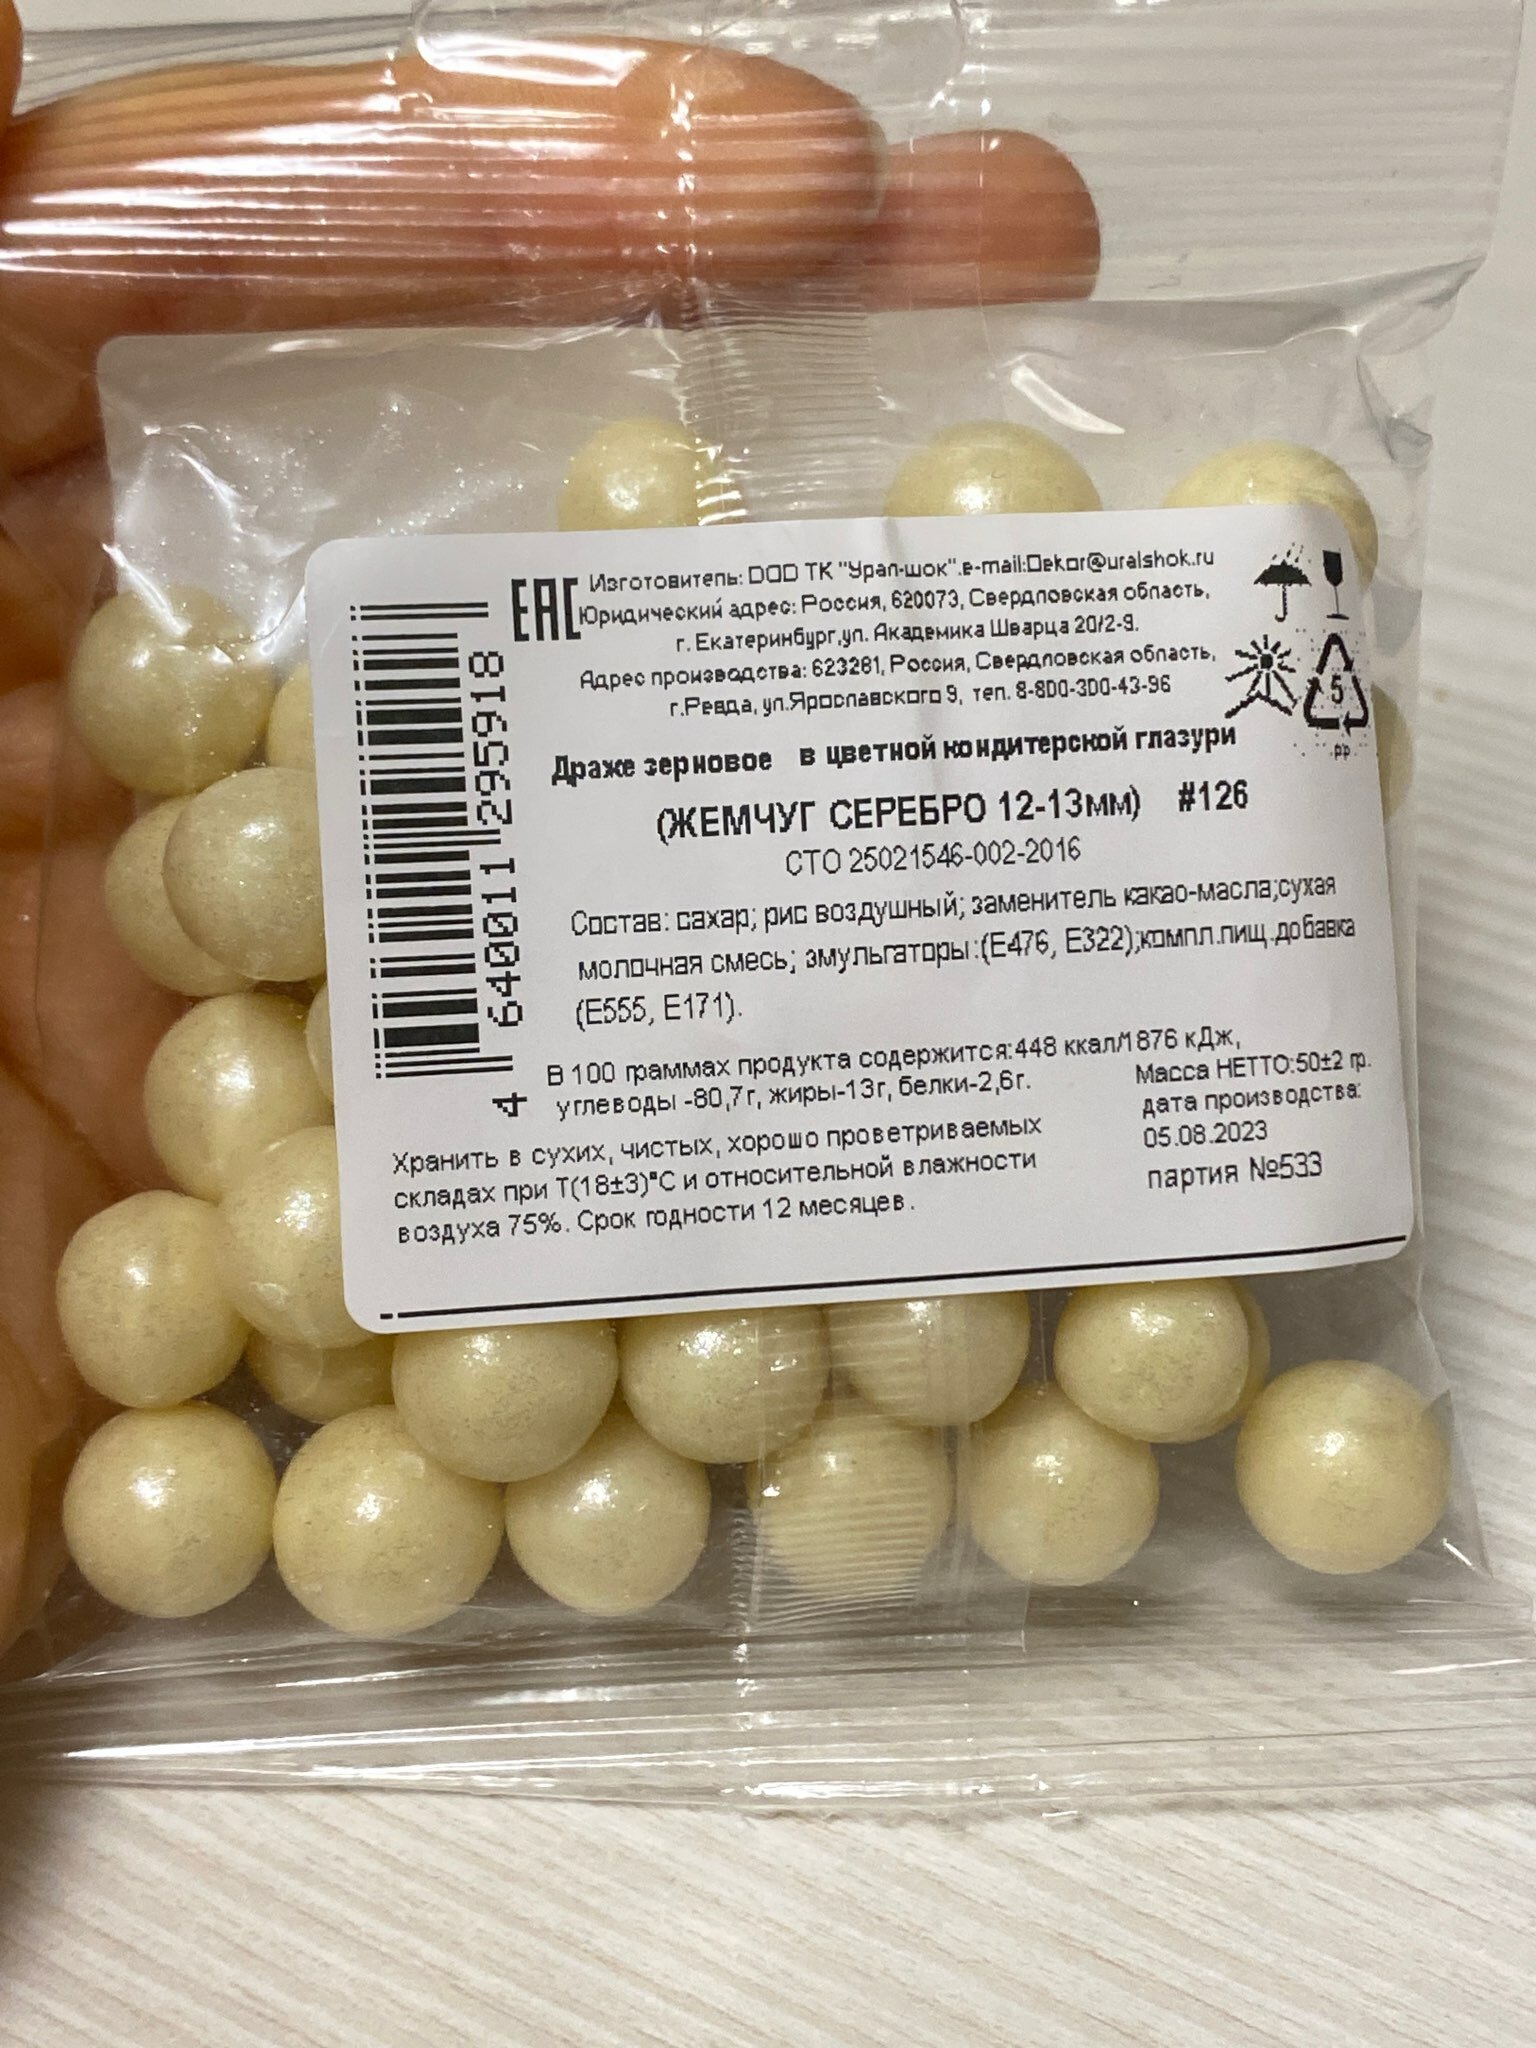 EAC
Изготовитель: ООО ТК "Урал-шок".e-mail:Dekor@uralshok.ru
Юридический адрес: Россия, 620073, Свердловская область,
г. Екатеринбург,ул. Академика Шварца 20/2-9.
Адрес производства: 623281, Россия, Свердловская область,
г.Ревда, ул.Ярославского 9, тел. 8-800-300-43-96
5
PP
Драже зерновое в цветной кондитерской глазури
(ЖЕМЧУГ СЕРЕБРО 12-13мм) #126
СТО 25021546-002-2016
Состав: сахар; рис воздушный; заменитель какао-масла;сухая
молочная смесь; эмульгаторы:(Е476, Е322);компл.пищ.добавка
(Е555, Е171).
В 100 граммах продукта содержится:448 ккал/1876 кДж,
углеводы -80,7г, жиры-13г, белки-2,6г.
Масса НЕТТО:50±2 гр.
дата производства:
05.08.2023
партия №533
Хранить в сухих, чистых, хорошо проветриваемых
складах при Т(18±3)°С и относительной влажности
воздуха 75%. Срок годности 12 месяцев.
4 640011 295918